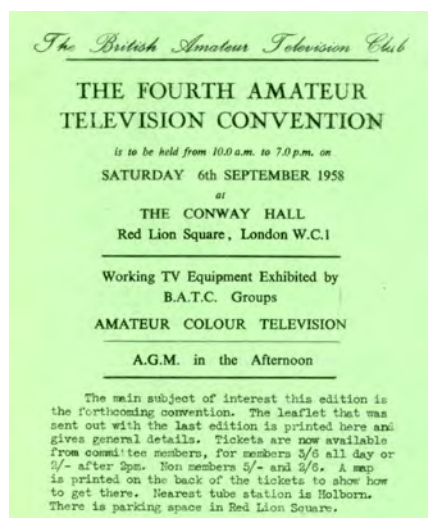 The British Amateur Television Club
THE FOURTH AMATEUR
TELEVISION CONVENTION
is to be held from 10.0 a.m. to 7.0 p.m. on
SATURDAY 6th SEPTEMBER 1958
at
THE CONWAY HALL
Red Lion Square, London W.C.1
Working TV Equipment Exhibited by
B.A.T.C. Groups
AMATEUR COLOUR TELEVISION
A.G.M. in the Afternoon
The main subject of interest this edition is
the forthcoming convention. The leaflet that was
sent out with the last edition is printed here and
gives general details. Tickets are now available
from committee members, for members 3/6 all day or
2/- after 2pm. Non members 5/- and 2/6. A map
is printed on the back of the tickets to show how
to get there. Nearest tube station is Holborn.
There is parking space in Red Lion Square.